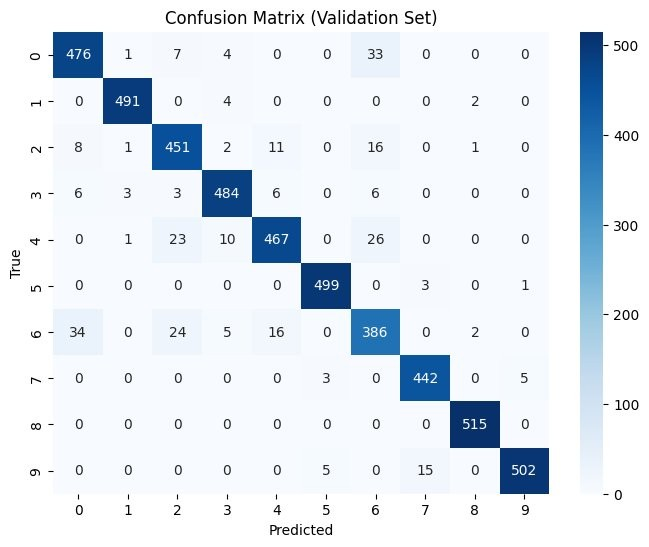 Confusion Matrix (Validation Set)
0 476 1 7 4 0 0 33 0 0 0
1 0 491 0 4 0 0 0 0 2 0
2 8 1 451 2 11 0 16 0 1 0
3 6 3 3 484 6 0 6 0 0 0
4 0 1 23 10 467 0 26 0 0 0
5 0 0 0 0 0 499 0 3 0 1
6 34 0 24 5 16 0 386 0 2 0
7 0 0 0 0 0 3 0 442 0 5
8 0 0 0 0 0 0 0 0 515 0
9 0 0 0 0 0 5 0 15 0 502
0 1 2 3 4 5 6 7 8 9
Predicted
True
500
400
300
200
100
0